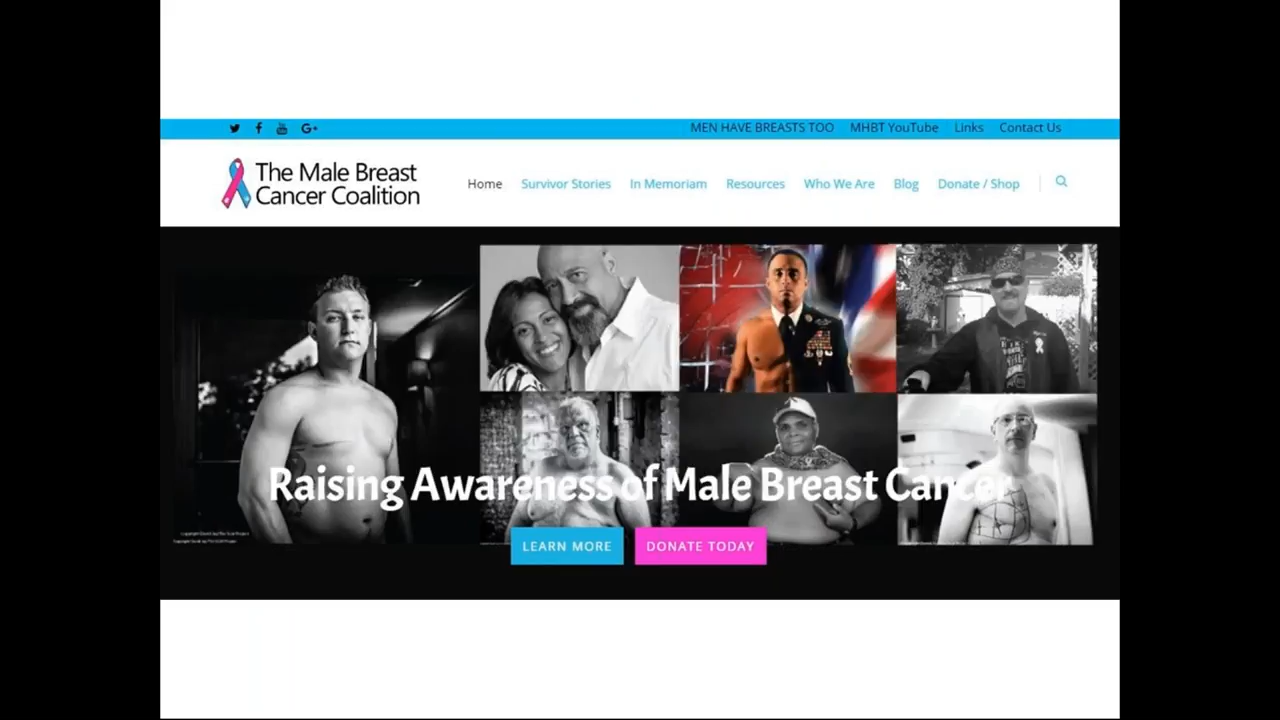 MEN HAVE BREASTS TOO MHBT YouTube Links Contact Us
The Male Breast
Cancer Coalition
Home Survivor Stories In Memoriam Resources Who We Are Blog Donate / Shop
Raising Awareness of Male Breast Cancer
LEARN MORE DONATE TODAY